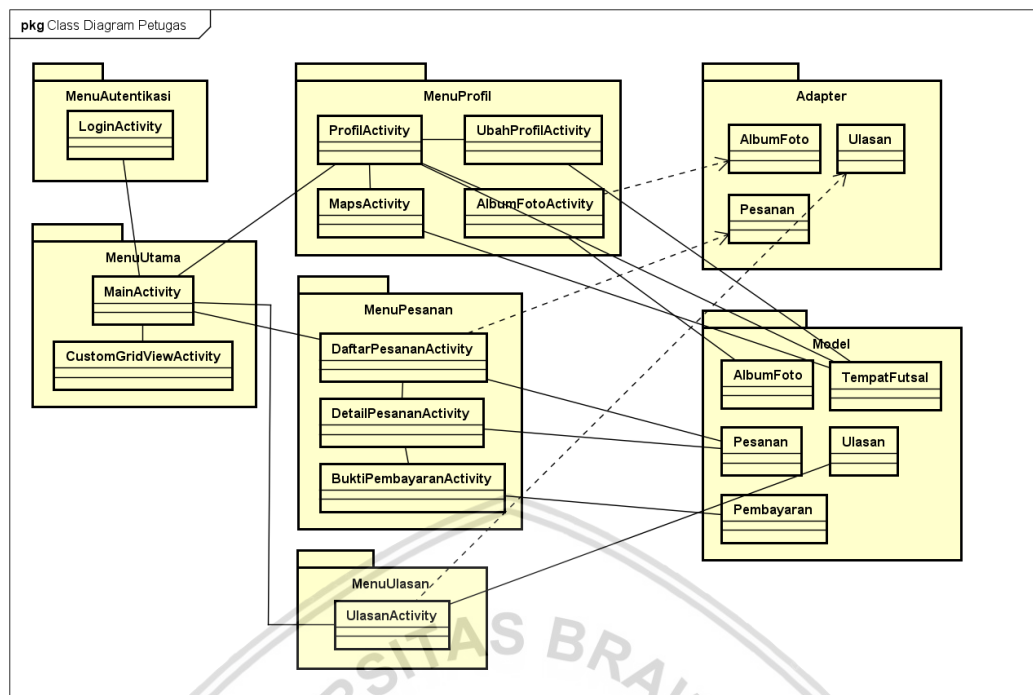 pkg Class Diagram Petugas
MenuAutentikasi
LoginActivity
MenuUtama
MainActivity
CustomGridViewActivity
MenuProfil
ProfilActivity
UbahProfilActivity
MapsActivity
AlbumFotoActivity
MenuPesanan
DaftarPesananActivity
DetailPesananActivity
BuktiPembayaranActivity
MenuUlasan
UlasanActivity
Adapter
AlbumFoto
Ulasan
Pesanan
Model
AlbumFoto
TempatFutsal
Pesanan
Ulasan
Pembayaran